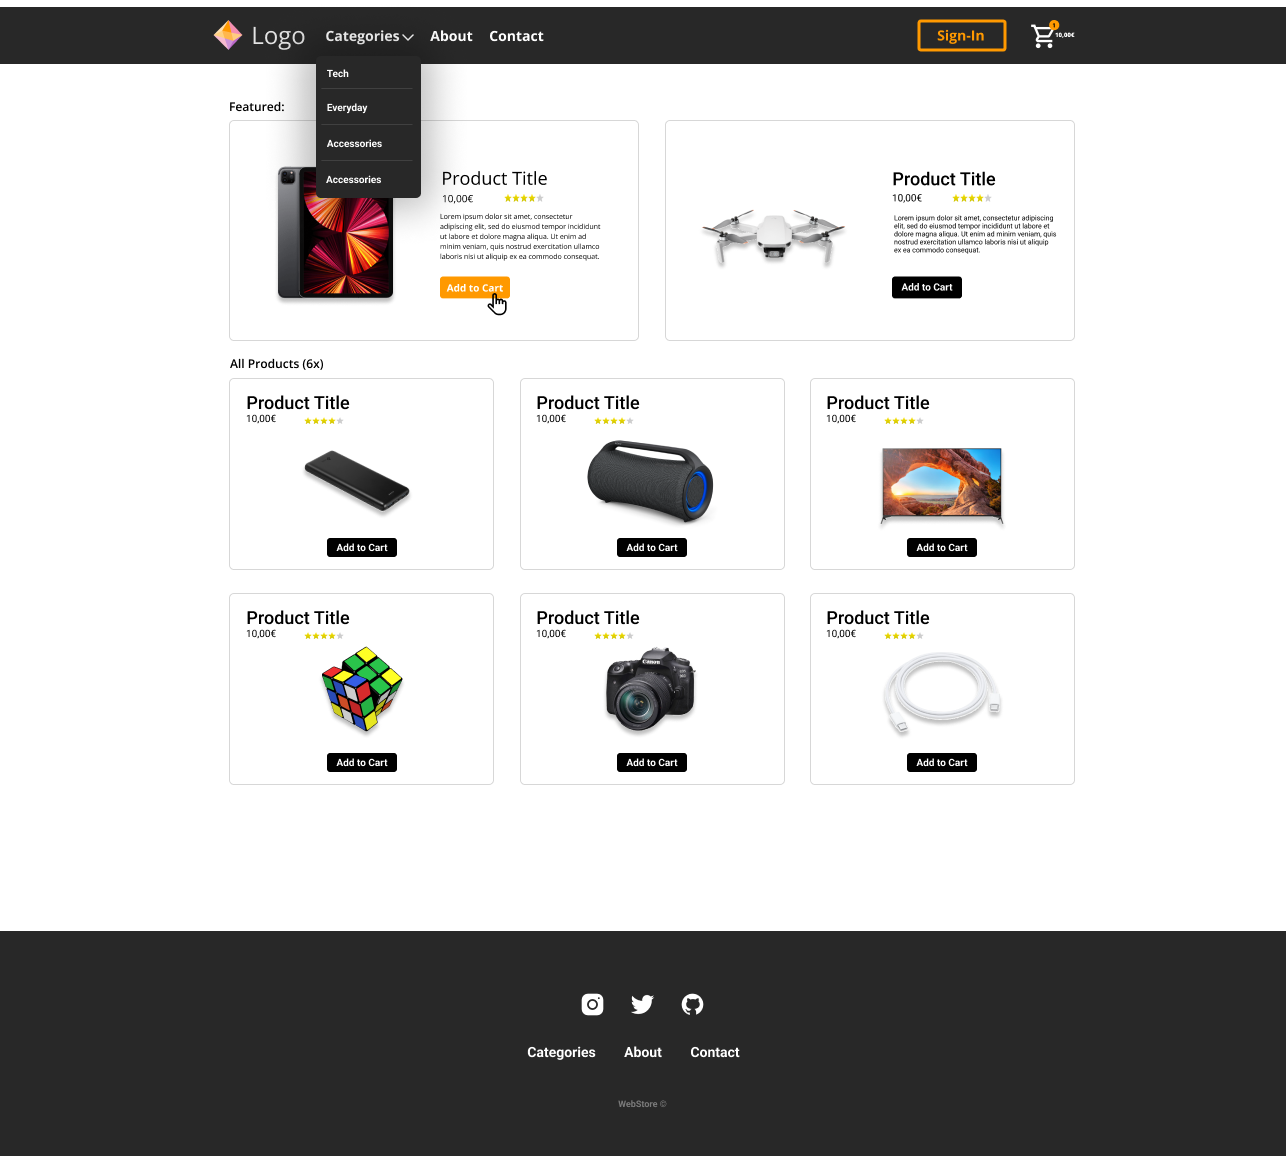 Logo
Categories
About
Contact
Sign-In
1
10,00€
Tech
Everyday
Accessories
Accessories
Featured:
Product Title
10,00€
Lorem ipsum dolor sit amet, consectetur
adipiscing elit, sed do eiusmod tempor incididunt
ut labore et dolore magna aliqua. Ut enim ad
minim veniam, quis nostrud exercitation ullamco
laboris nisi ut aliquip ex ea commodo consequat.
Add to Cart
Product Title
10,00€
Lorem ipsum dolor sit amet, consectetur adipiscing
elit, sed do eiusmod tempor incididunt ut labore et
dolore magna aliqua. Ut enim ad minim veniam, quis
nostrud exercitation ullamco laboris nisi ut aliquip
ex ea commodo consequat.
Add to Cart
All Products (6x)
Product Title
10,00€
Add to Cart
Product Title
10,00€
Add to Cart
Product Title
10,00€
Add to Cart
Product Title
10,00€
Add to Cart
Product Title
10,00€
Canon
Add to Cart
Product Title
10,00€
Add to Cart
Categories
About
Contact
WebStore ©